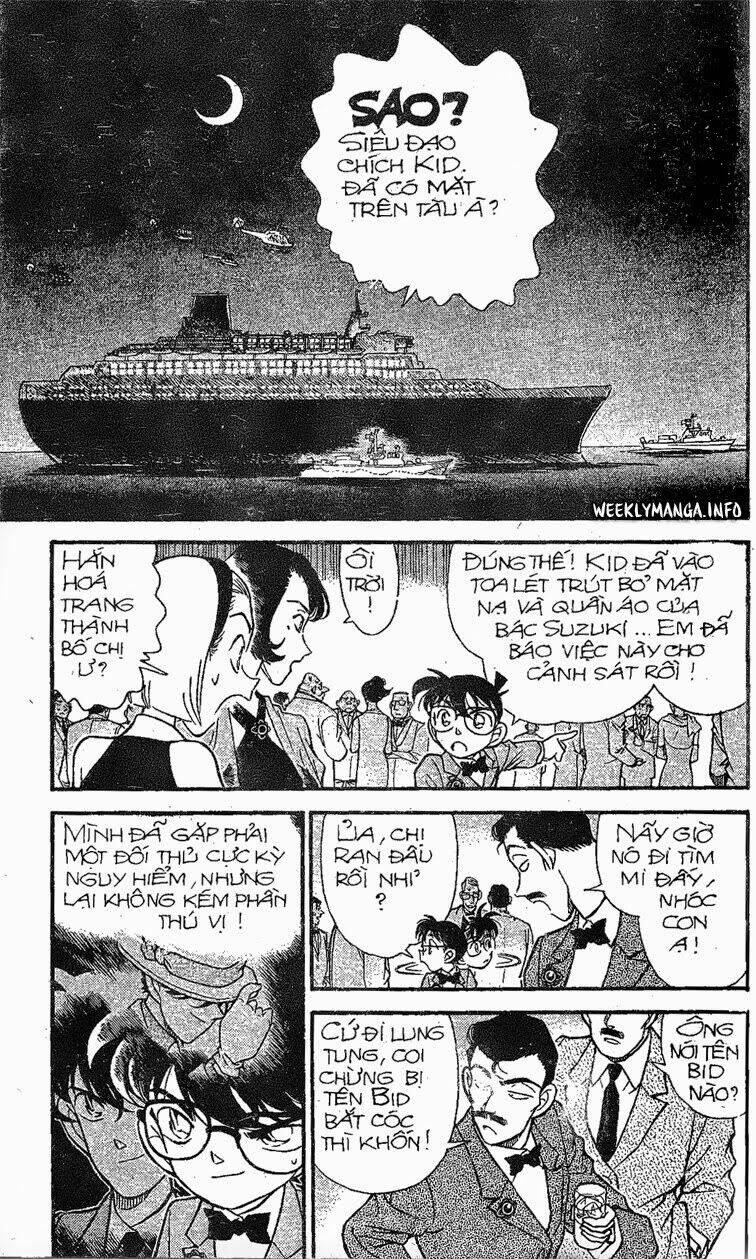 SAO?
SIÊU ĐẠO
CHÍCH KID.
ĐÃ CÓ MẶT
TRÊN TÀU À?
WEEKLYMANGA.INFO
HẮN
HOÁ
TRANG
THÀNH
BỐ CHỊ
Ư?
ÔI
TRỜI
!
ĐÚNG THẾ! KID ĐÃ VÀO
TOA LÉT TRÚT BỎ MẶT
NẠ VÀ QUẦN ÁO CỦA
BÁC SUZUKI... EM ĐÃ
BÁO VIỆC NÀY CHO
CẢNH SÁT RỒI!
MÌNH ĐÃ GẶP PHẢI
MỘT ĐỐI THỦ CỰC KỲ
NGUY HIỂM, NHƯNG
LẠI KHÔNG KÉM PHẦN
THÚ VỊ!
ỦA, CHỊ
RAN ĐÂU
RỒI NHỈ
?
NÃY GIỜ
NÓ ĐI TÌM
MI ĐẤY,
NHÓC
CON
Ạ!
CỨ ĐI LUNG
TUNG, COI
CHỪNG BỊ
TÊN BID
BẮT CÓC
THÌ KHỐN!
ÔNG
NÓI TÊN
BID
NÀO?